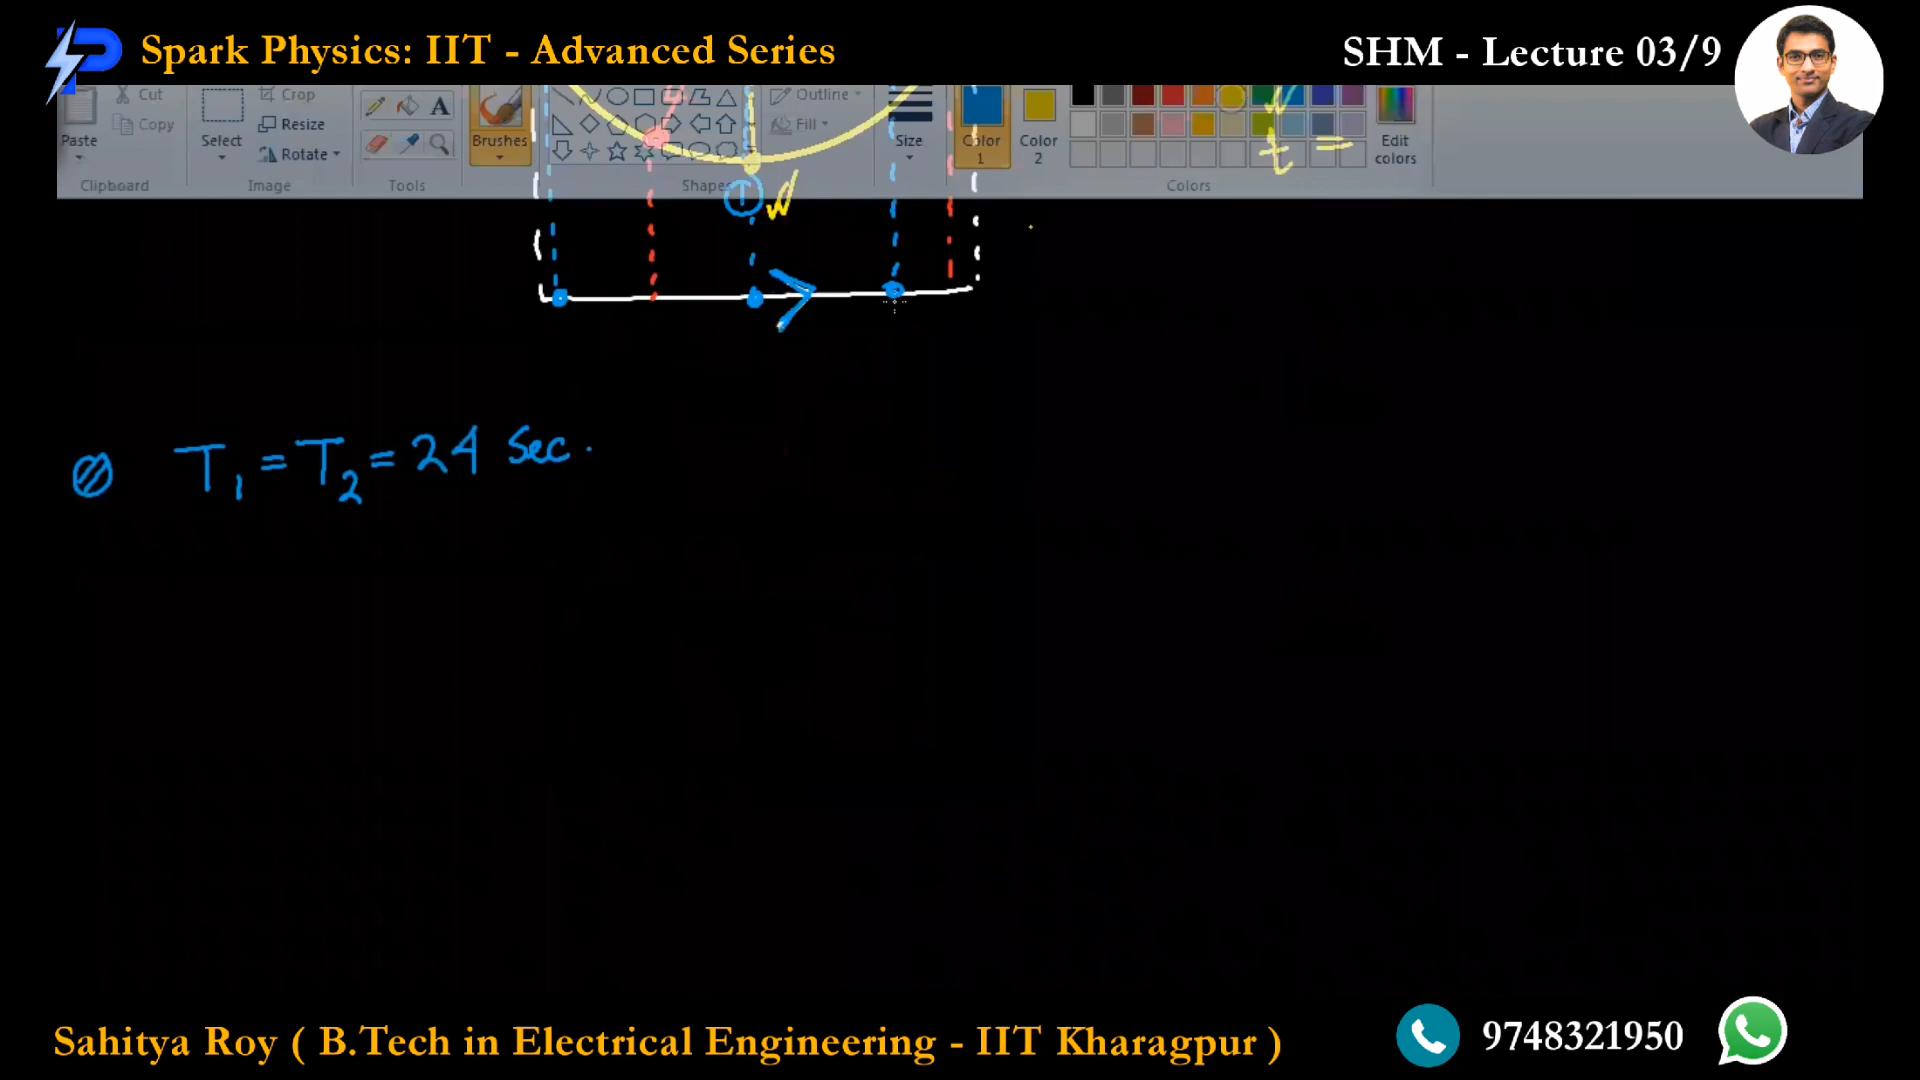 Spark Physics: IIT - Advanced Series
SHM - Lecture 03/9
Cut
Copy
Paste
Clipboard
Crop
Resize
Rotate
Select
Image
Tools
A
Brushes
Shapes
Outline
Fill
Size
Color 1
Color 2
Edit colors
Colors
t =
1
T₁ = T₂ = 24 Sec.
Sahitya Roy ( B.Tech in Electrical Engineering - IIT Kharagpur )
9748321950